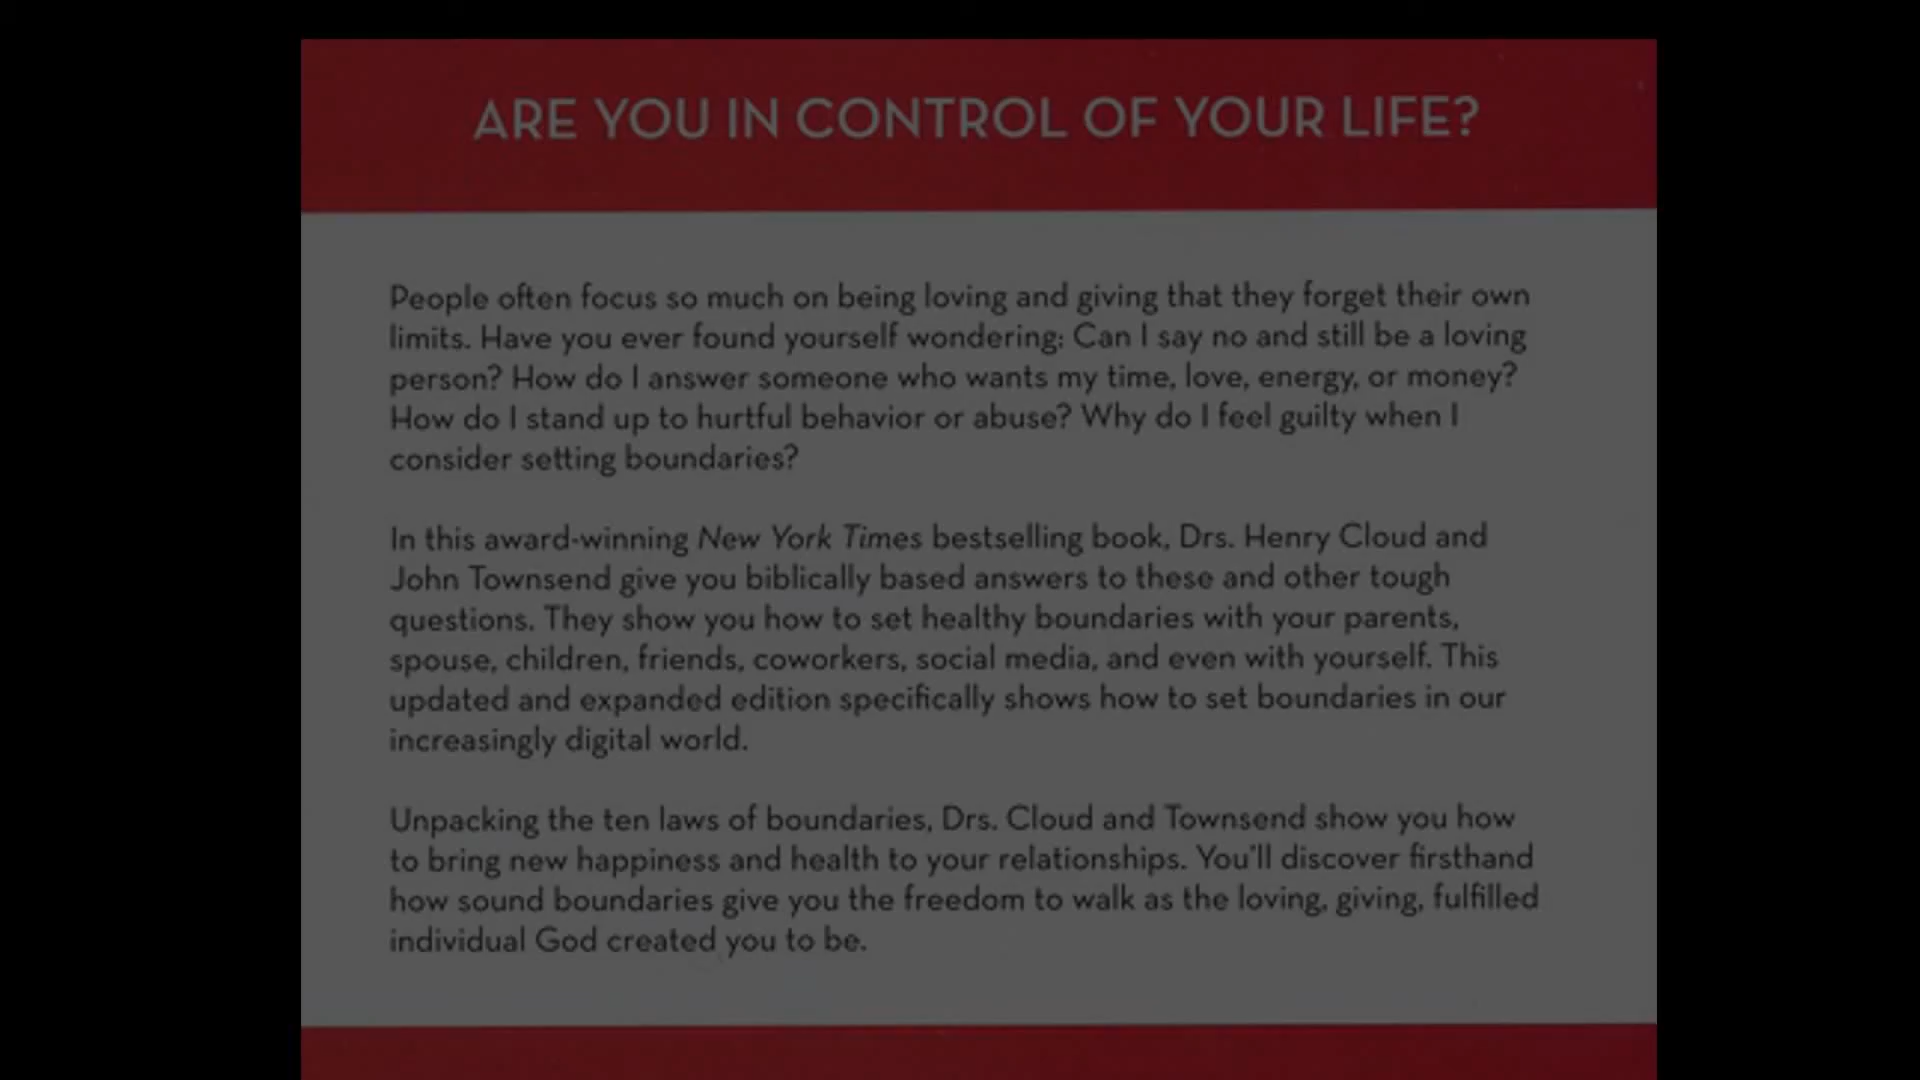 ARE YOU IN CONTROL OF YOUR LIFE?
People often focus so much on being loving and giving that they forget their own
limits. Have you ever found yourself wondering: Can I say no and still be a loving
person? How do I answer someone who wants my time, love, energy, or money?
How do I stand up to hurtful behavior or abuse? Why do I feel guilty when I
consider setting boundaries?
In this award-winning New York Times bestselling book, Drs. Henry Cloud and
John Townsend give you biblically based answers to these and other tough
questions. They show you how to set healthy boundaries with your parents,
spouse, children, friends, coworkers, social media, and even with yourself. This
updated and expanded edition specifically shows how to set boundaries in our
increasingly digital world.
Unpacking the ten laws of boundaries, Drs. Cloud and Townsend show you how
to bring new happiness and health to your relationships. You'll discover firsthand
how sound boundaries give you the freedom to walk as the loving, giving, fulfilled
individual God created you to be.